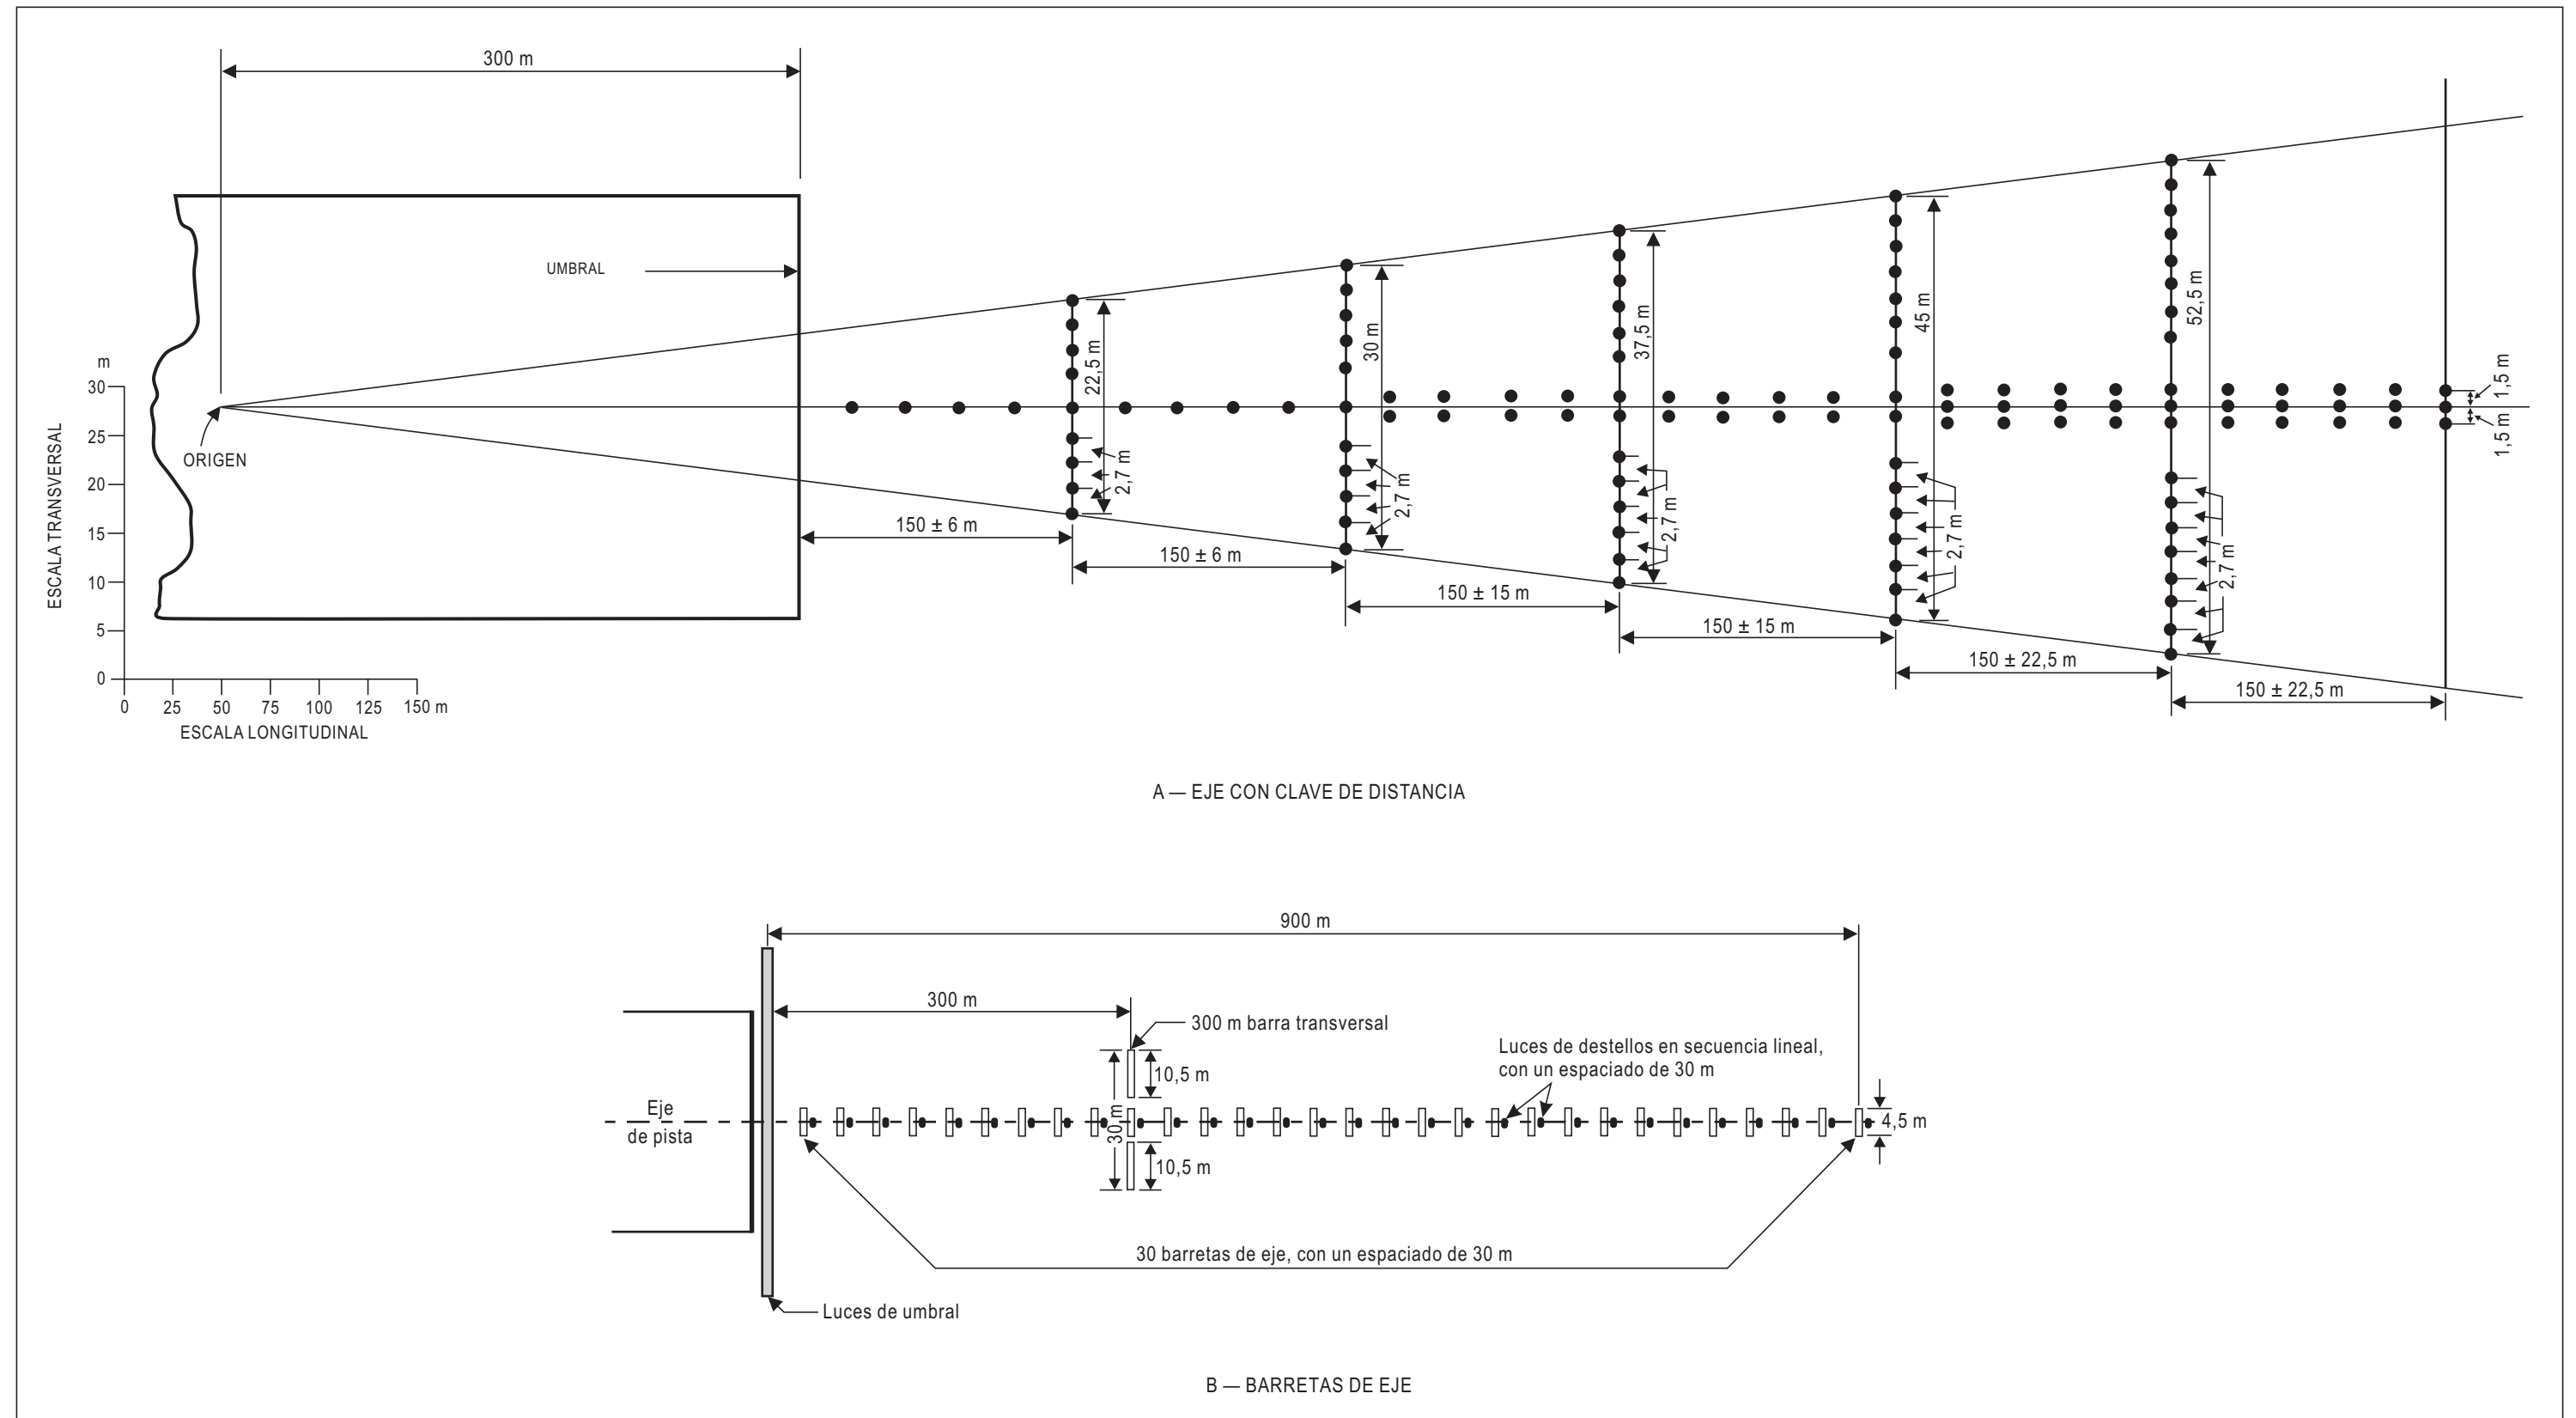 300 m
UMBRAL
ORIGEN
m
30
25
20
15
10
5
0
ESCALA TRANSVERSAL
0 25 50 75 100 125 150 m
ESCALA LONGITUDINAL
22,5 m
2,7 m
30 m
2,7 m
37,5 m
2,7 m
45 m
2,7 m
52,5 m
2,7 m
1,5 m
1,5 m
150 ± 6 m
150 ± 6 m
150 ± 15 m
150 ± 15 m
150 ± 22,5 m
150 ± 22,5 m
A — EJE CON CLAVE DE DISTANCIA
900 m
300 m
300 m barra transversal
Luces de destellos en secuencia lineal,
con un espaciado de 30 m
10,5 m
30 m
10,5 m
4,5 m
Eje
de pista
30 barretas de eje, con un espaciado de 30 m
Luces de umbral
B — BARRETAS DE EJE